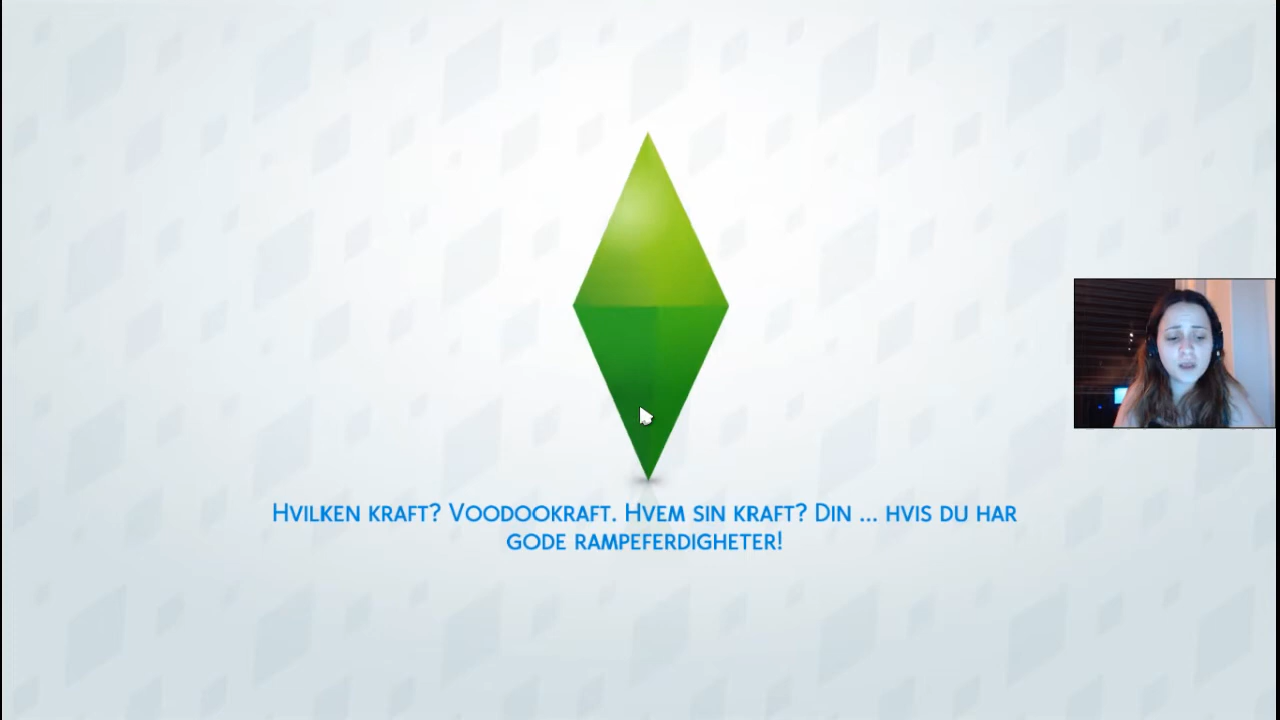 Hvilken kraft? Voodookraft. Hvem sin kraft? Din ... hvis du har
gode rampeferdigheter!